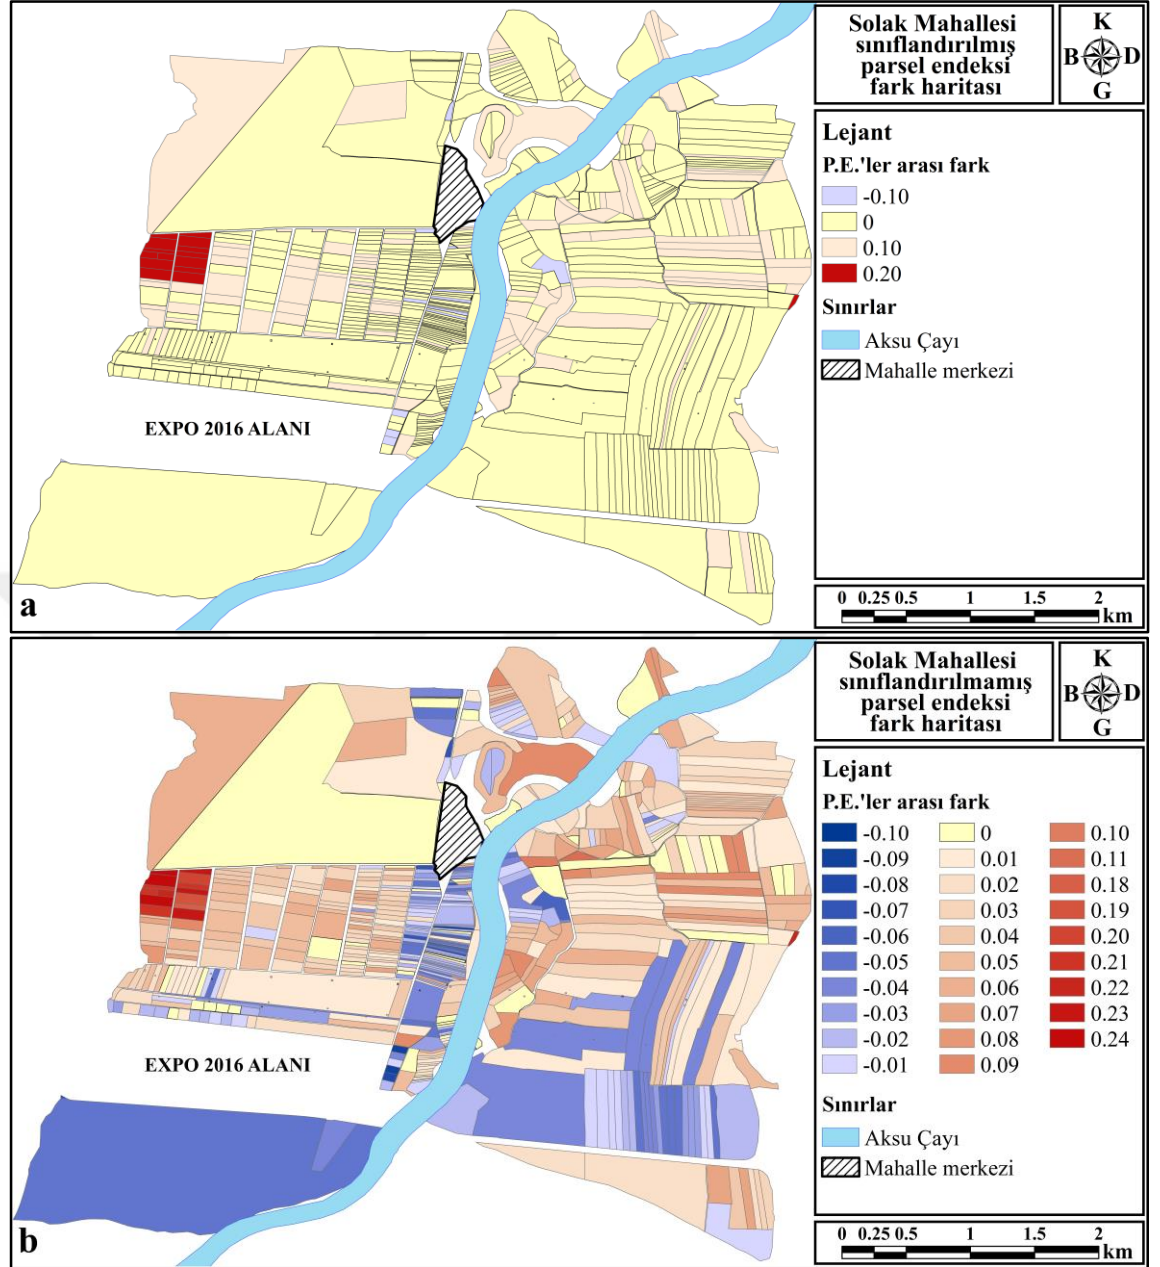 Solak Mahallesi
sınıflandırılmış
parsel endeksi
fark haritası
K
B D
G
Lejant
P.E.'ler arası fark
-0.10
0
0.10
0.20
Sınırlar
Aksu Çayı
Mahalle merkezi
EXPO 2016 ALANI
a
0 0.25 0.5 1 1.5 2
km
Solak Mahallesi
sınıflandırılmamış
parsel endeksi
fark haritası
K
B D
G
Lejant
P.E.'ler arası fark
-0.10 0 0.10
-0.09 0.01 0.11
-0.08 0.02 0.18
-0.07 0.03 0.19
-0.06 0.04 0.20
-0.05 0.05 0.21
-0.04 0.06 0.22
-0.03 0.07 0.23
-0.02 0.08 0.24
-0.01 0.09
Sınırlar
Aksu Çayı
Mahalle merkezi
EXPO 2016 ALANI
b
0 0.25 0.5 1 1.5 2
km